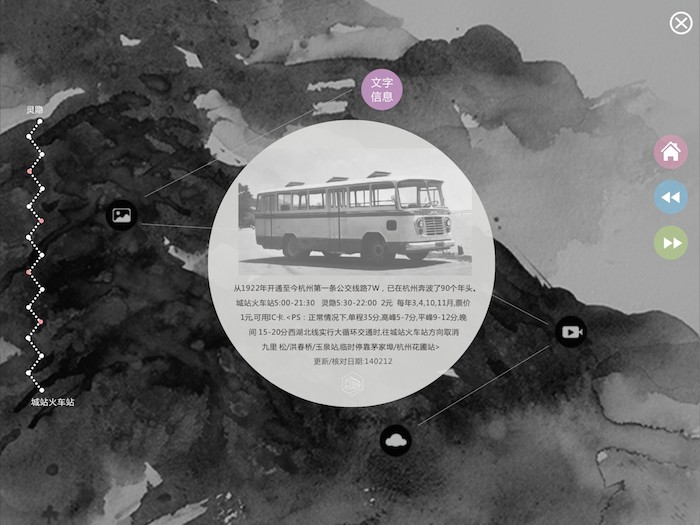 文字
信息
灵隐
从1922年开通至今杭州第一条公交线路7W，已在杭州奔波了90个年头。
城站火车站5:00-21:30 灵隐5:30-22:00 2元 每年3,4,10,11月,票价
1元,可用IC卡.<PS：正常情况下,单程35分,高峰5-7分,平峰9-12分,晚
间 15-20分西湖北线实行大循环交通时,往城站火车站方向取消
九里 松/洪春桥/玉泉站,临时停靠茅家埠/杭州花圃站>
更新/核对日期:140212
城站火车站